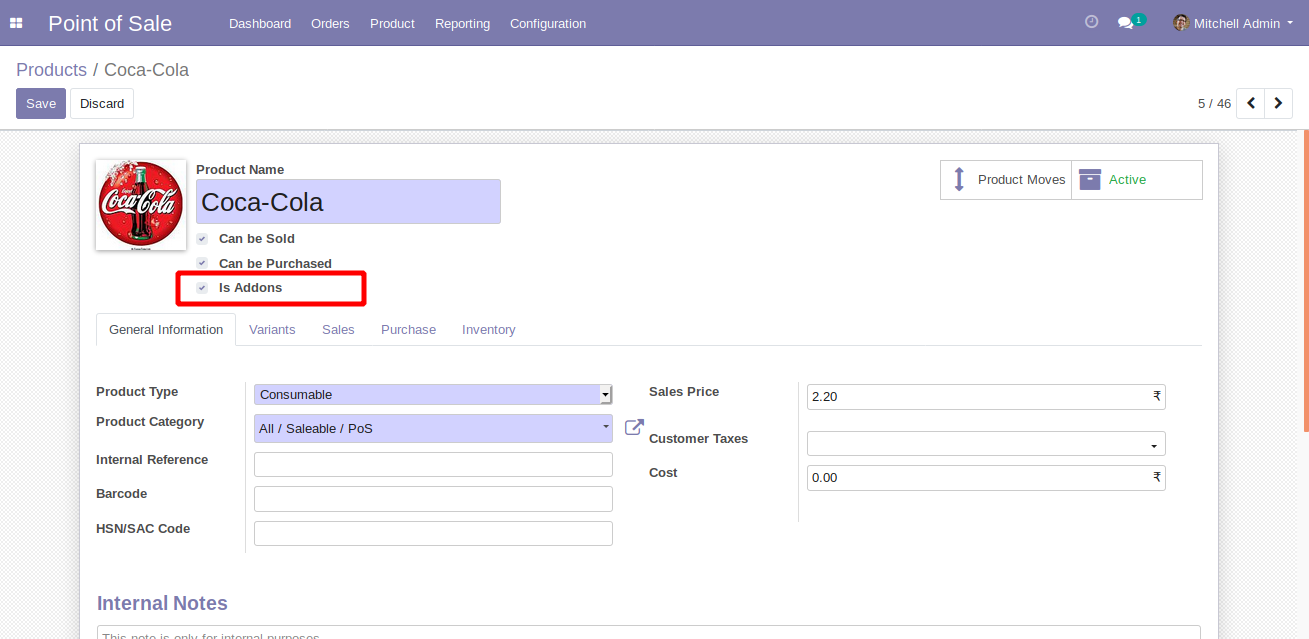 Point of Sale Dashboard Orders Product Reporting Configuration 1 Mitchell Admin
Products / Coca-Cola
Save Discard 5 / 46
Coca-Cola
Product Name
Coca-Cola
Product Moves Active
Can be Sold
Can be Purchased
Is Addons
General Information Variants Sales Purchase Inventory
Product Type Consumable
Product Category All / Saleable / PoS
Internal Reference
Barcode
HSN/SAC Code
Sales Price 2.20 ₹
Customer Taxes
Cost 0.00 ₹
Internal Notes
This note is only for internal purposes.